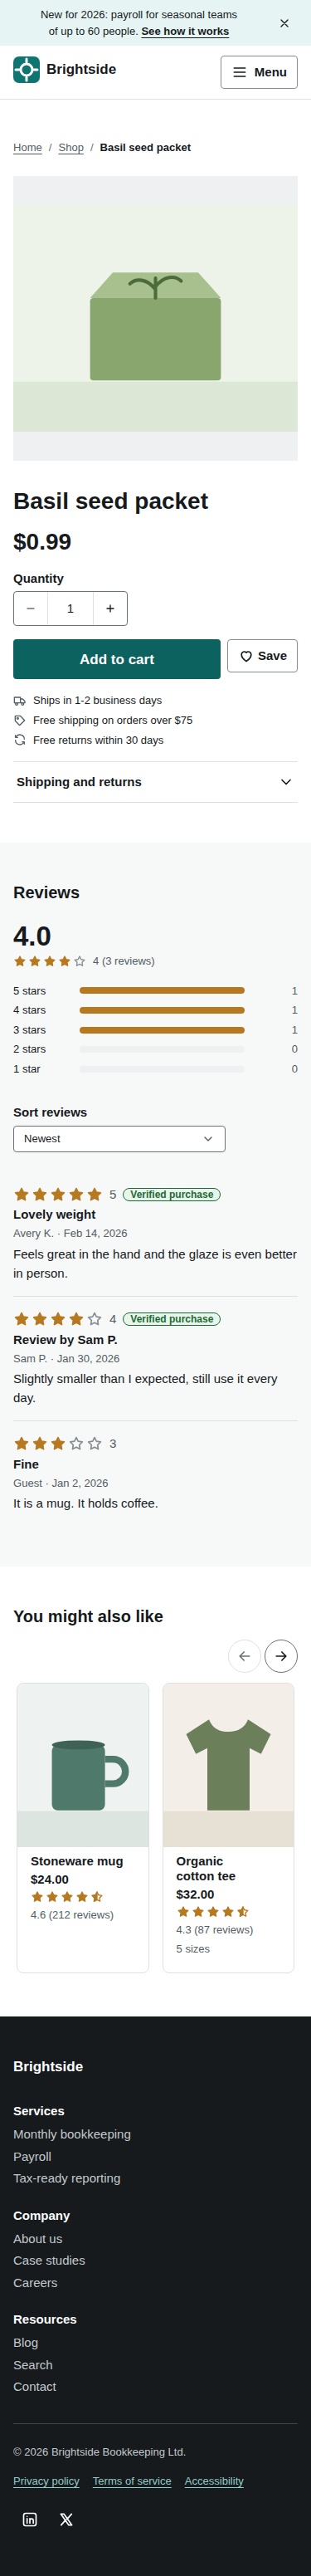 New for 2026: payroll for seasonal teams
of up to 60 people. See how it works
Brightside
Menu
Home / Shop / Basil seed packet
Basil seed packet
$0.99
Quantity
− 1 +
Add to cart
Save
Ships in 1-2 business days
Free shipping on orders over $75
Free returns within 30 days
Shipping and returns
Reviews
4.0
4 (3 reviews)
5 stars 1
4 stars 1
3 stars 1
2 stars 0
1 star 0
Sort reviews
Newest
5 Verified purchase
Lovely weight
Avery K. · Feb 14, 2026
Feels great in the hand and the glaze is even better
in person.
4 Verified purchase
Review by Sam P.
Sam P. · Jan 30, 2026
Slightly smaller than I expected, still use it every
day.
3
Fine
Guest · Jan 2, 2026
It is a mug. It holds coffee.
You might also like
Stoneware mug
$24.00
4.6 (212 reviews)
Organic
cotton tee
$32.00
4.3 (87 reviews)
5 sizes
Brightside
Services
Monthly bookkeeping
Payroll
Tax-ready reporting
Company
About us
Case studies
Careers
Resources
Blog
Search
Contact
© 2026 Brightside Bookkeeping Ltd.
Privacy policy Terms of service Accessibility